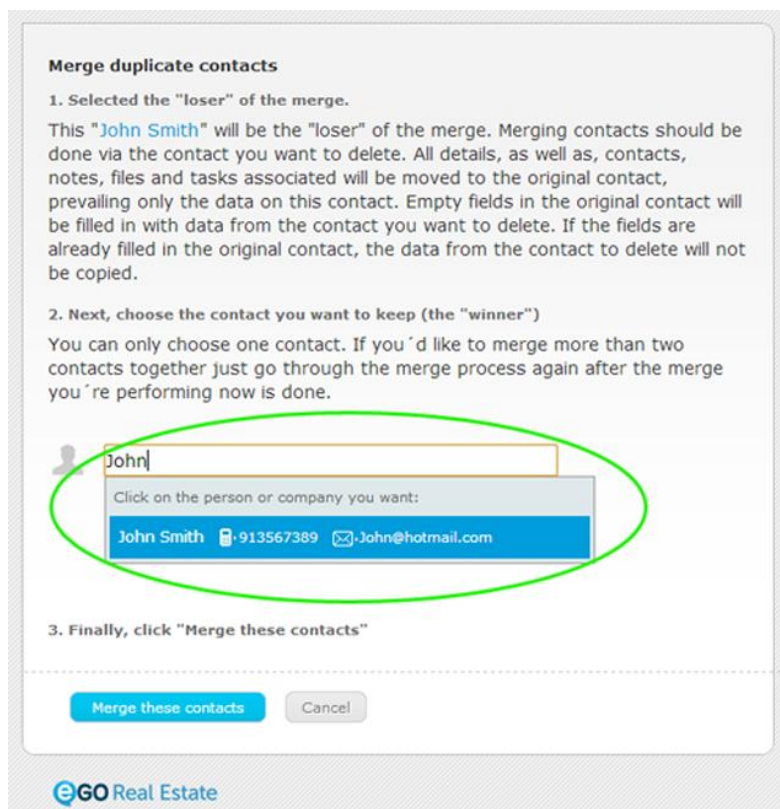 Merge duplicate contacts
1. Selected the "loser" of the merge.
This "John Smith" will be the "loser" of the merge. Merging contacts should be
done via the contact you want to delete. All details, as well as, contacts,
notes, files and tasks associated will be moved to the original contact,
prevailing only the data on this contact. Empty fields in the original contact will
be filled in with data from the contact you want to delete. If the fields are
already filled in the original contact, the data from the contact to delete will not
be copied.
2. Next, choose the contact you want to keep (the "winner")
You can only choose one contact. If you´d like to merge more than two
contacts together just go through the merge process again after the merge
you´re performing now is done.
John
Click on the person or company you want:
John Smith 913567389 John@hotmail.com
3. Finally, click "Merge these contacts"
Merge these contacts Cancel
eGO Real Estate